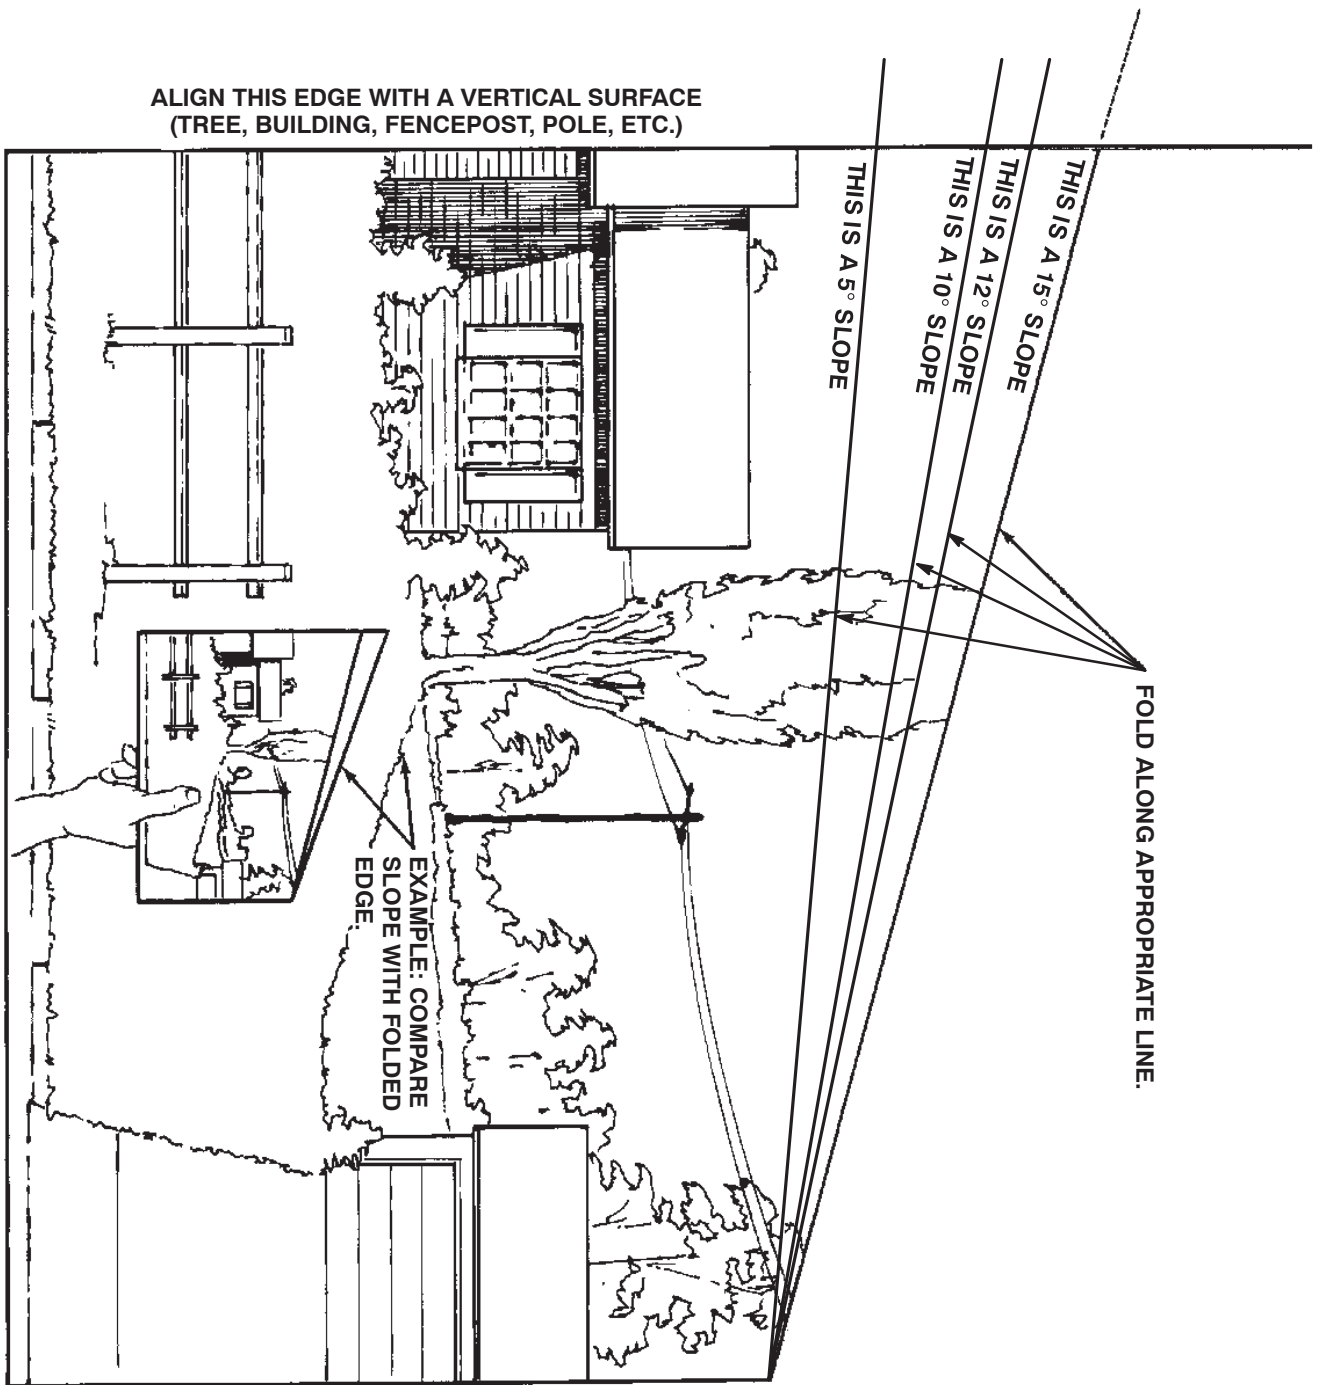 ALIGN THIS EDGE WITH A VERTICAL SURFACE
(TREE, BUILDING, FENCEPOST, POLE, ETC.)
THIS IS A 5° SLOPE
THIS IS A 10° SLOPE
THIS IS A 12° SLOPE
THIS IS A 15° SLOPE
FOLD ALONG APPROPRIATE LINE.
EXAMPLE: COMPARE
SLOPE WITH FOLDED
EDGE.